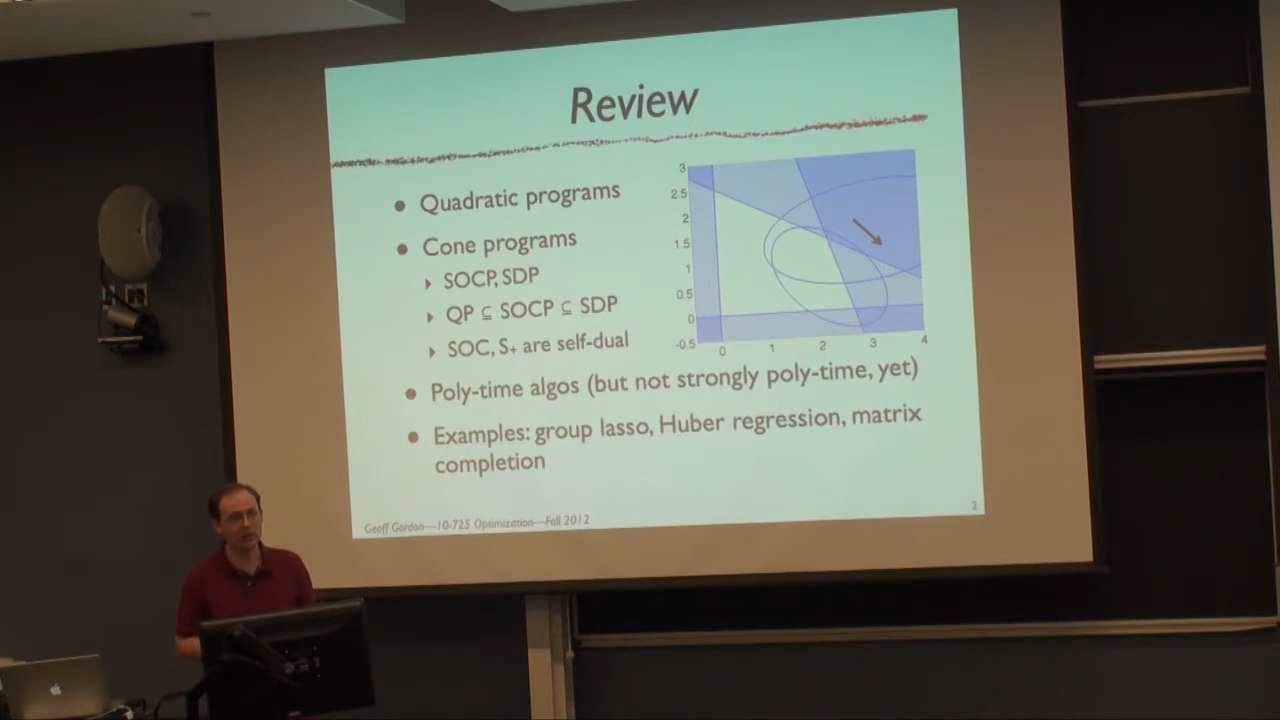 Review
• Quadratic programs
• Cone programs
‣ SOCP, SDP
‣ QP ⊆ SOCP ⊆ SDP
‣ SOC, S₊ are self-dual
3
2.5
2
1.5
1
0.5
0
-0.5
0 1 2 3 4
• Poly-time algos (but not strongly poly-time, yet)
• Examples: group lasso, Huber regression, matrix
completion
Geoff Gordon—10-725 Optimization—Fall 2012
2